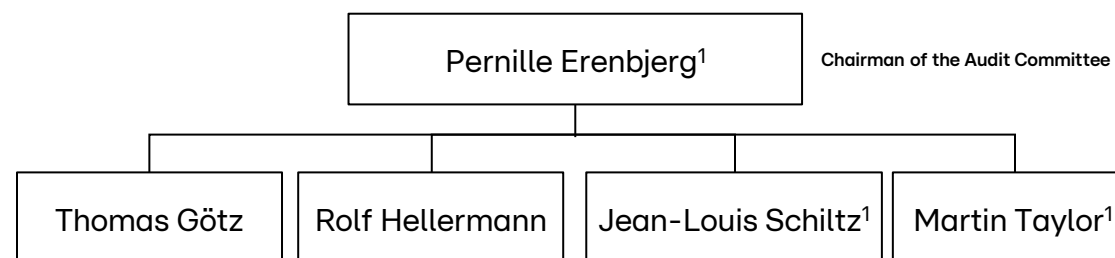 Pernille Erenbjerg¹
Chairman of the Audit Committee
Thomas Götz
Rolf Hellermann
Jean-Louis Schiltz¹
Martin Taylor¹